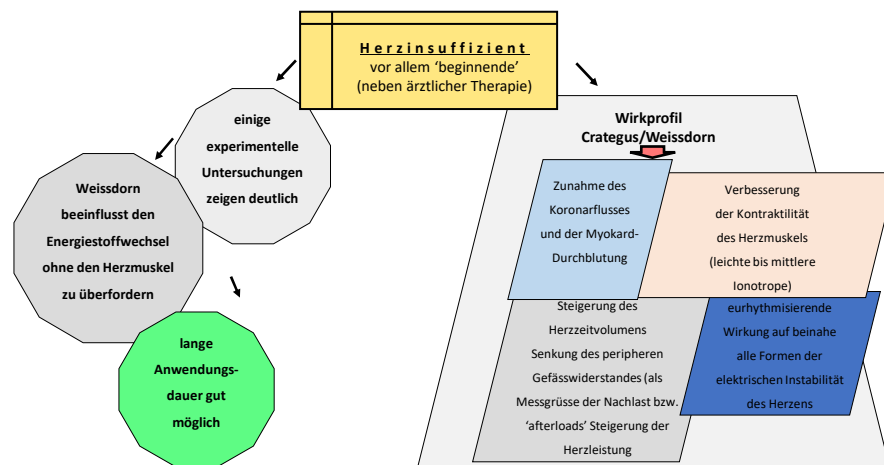 Herzinsuffizient
vor allem ‘beginnende’
(neben ärztlicher Therapie)
einige
experimentelle
Untersuchungen
zeigen deutlich
Weissdorn
beeinflusst den
Energiestoffwechsel
ohne den Herzmuskel
zu überfordern
lange
Anwendungs-
dauer gut
möglich
Wirkprofil
Crategus/Weissdorn
Zunahme des
Koronarflusses
und der Myokard-
Durchblutung
Verbesserung
der Kontraktilität
des Herzmuskels
(leichte bis mittlere
Ionotrope)
Steigerung des
Herzzeitvolumens
Senkung des peripheren
Gefässwiderstandes (als
Messgrüsse der Nachlast bzw.
‘afterloads’ Steigerung der
Herzleistung
eurhythmisierende
Wirkung auf beinahe
alle Formen der
elektrischen Instabilität
des Herzens